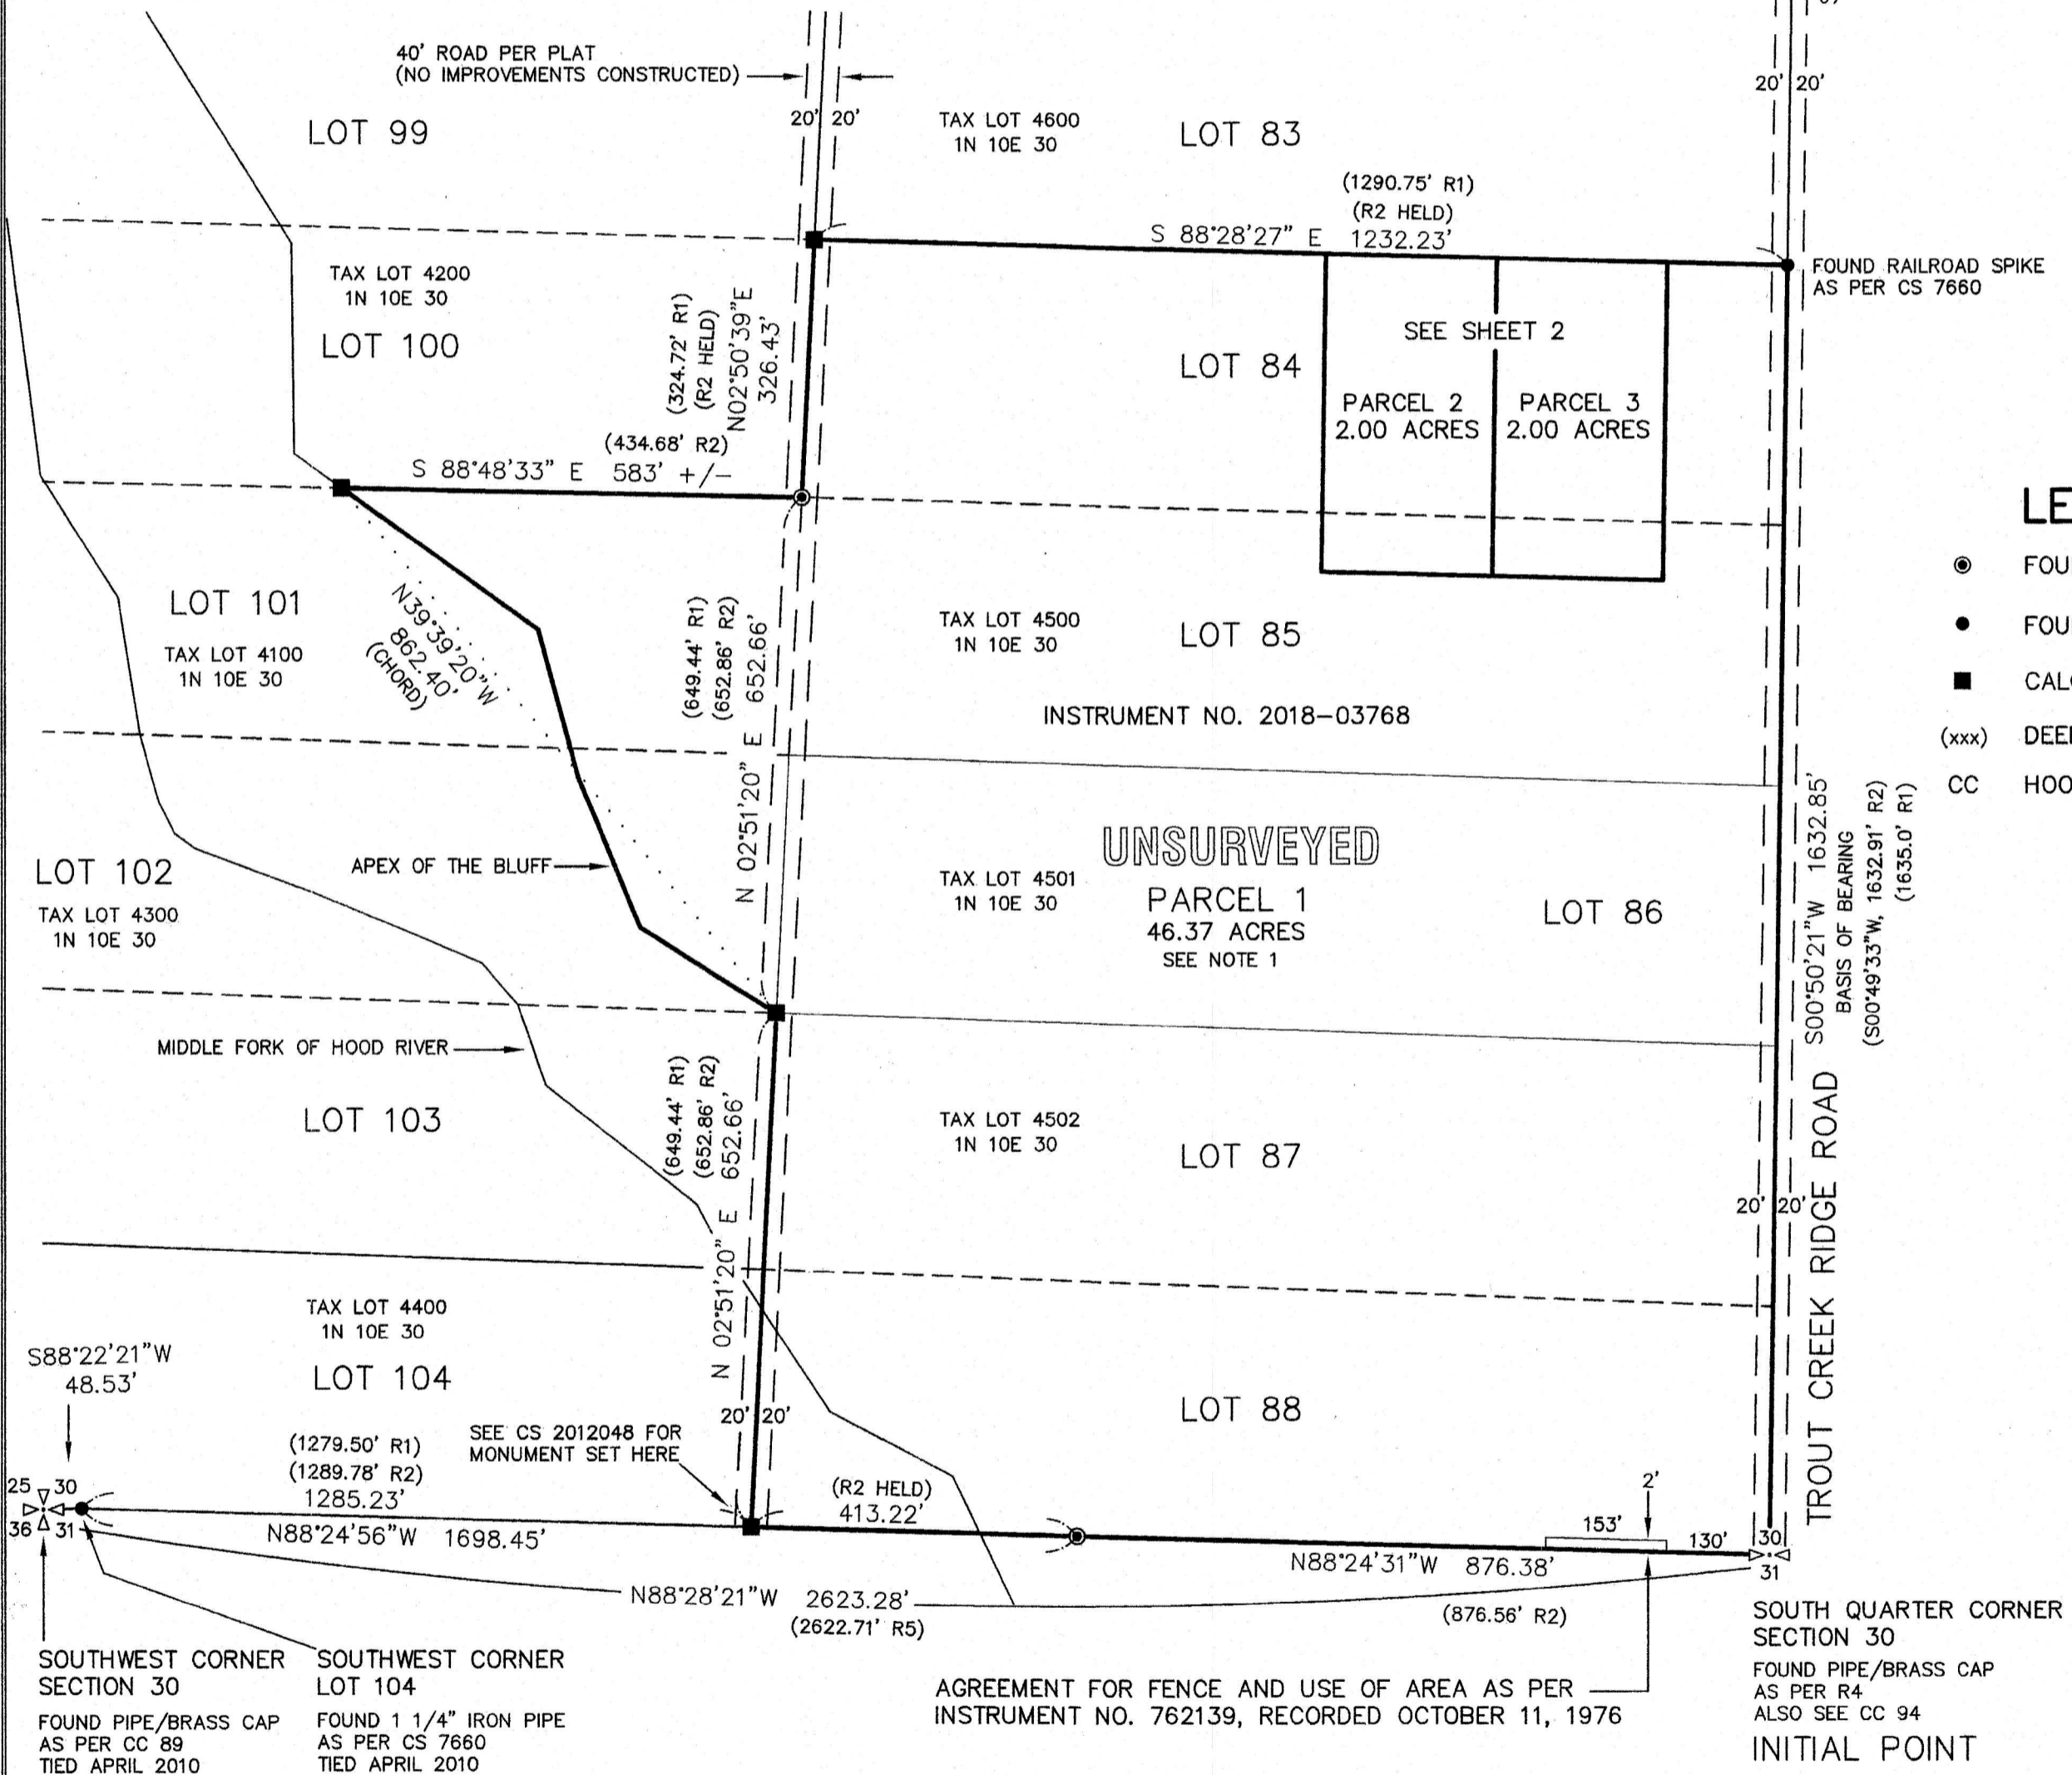 40' ROAD PER PLAT
(NO IMPROVEMENTS CONSTRUCTED)
20' 20'
20' 20'
LOT 99
TAX LOT 4600
1N 10E 30
LOT 83
(1290.75' R1)
(R2 HELD)
S 88°28'27" E 1232.23'
FOUND RAILROAD SPIKE
AS PER CS 7660
TAX LOT 4200
1N 10E 30
LOT 100
(324.72' R1)
(R2 HELD)
N02°50'39"E
326.43'
SEE SHEET 2
LOT 84
PARCEL 2
2.00 ACRES
PARCEL 3
2.00 ACRES
(434.68' R2)
S 88°48'33" E 583' +/-
LE
FOU
FOU
CAL
(xxx) DEE
CC HOO
LOT 101
TAX LOT 4100
1N 10E 30
N39°39'20"W
862.40'
(CHORD)
(649.44' R1)
(652.86' R2)
N 02°51'20" E 652.66'
TAX LOT 4500
1N 10E 30
LOT 85
INSTRUMENT NO. 2018-03768
LOT 102
TAX LOT 4300
1N 10E 30
APEX OF THE BLUFF
TAX LOT 4501
1N 10E 30
UNSURVEYED
PARCEL 1
46.37 ACRES
SEE NOTE 1
LOT 86
S00°50'21"W 1632.85'
BASIS OF BEARING
(S00°49'33"W, 1632.91' R2)
(1635.0' R1)
MIDDLE FORK OF HOOD RIVER
LOT 103
(649.44' R1)
(652.86' R2)
652.66'
N 02°51'20" E
TAX LOT 4502
1N 10E 30
LOT 87
20' 20'
TROUT CREEK RIDGE ROAD
TAX LOT 4400
1N 10E 30
LOT 104
S88°22'21"W
48.53'
20' 20'
LOT 88
SEE CS 2012048 FOR
MONUMENT SET HERE
(1279.50' R1)
(1289.78' R2)
1285.23'
(R2 HELD)
413.22'
2'
153'
130'
25 30
36 31
30
31
N88°24'56"W 1698.45'
N88°24'31"W 876.38'
N88°28'21"W 2623.28'
(2622.71' R5)
(876.56' R2)
SOUTHWEST CORNER
SECTION 30
FOUND PIPE/BRASS CAP
AS PER CC 89
TIED APRIL 2010
SOUTHWEST CORNER
LOT 104
FOUND 1 1/4" IRON PIPE
AS PER CS 7660
TIED APRIL 2010
AGREEMENT FOR FENCE AND USE OF AREA AS PER
INSTRUMENT NO. 762139, RECORDED OCTOBER 11, 1976
SOUTH QUARTER CORNER
SECTION 30
FOUND PIPE/BRASS CAP
AS PER R4
ALSO SEE CC 94
INITIAL POINT